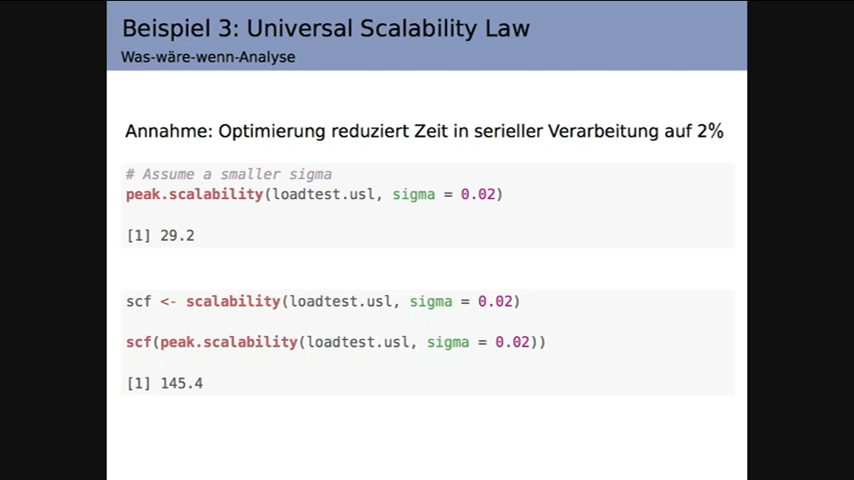 Beispiel 3: Universal Scalability Law
Was-wäre-wenn-Analyse
Annahme: Optimierung reduziert Zeit in serieller Verarbeitung auf 2%
# Assume a smaller sigma
peak.scalability(loadtest.usl, sigma = 0.02)
[1] 29.2
scf <- scalability(loadtest.usl, sigma = 0.02)
scf(peak.scalability(loadtest.usl, sigma = 0.02))
[1] 145.4